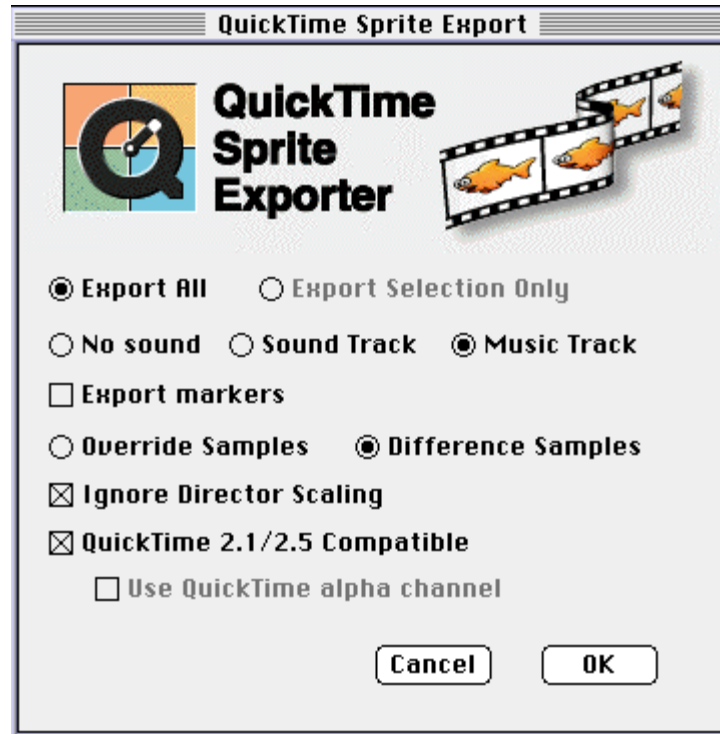 QuickTime Sprite Export
QuickTime
Sprite
Exporter
Export All Export Selection Only
No sound Sound Track Music Track
Export markers
Override Samples Difference Samples
Ignore Director Scaling
QuickTime 2.1/2.5 Compatible
Use QuickTime alpha channel
Cancel OK